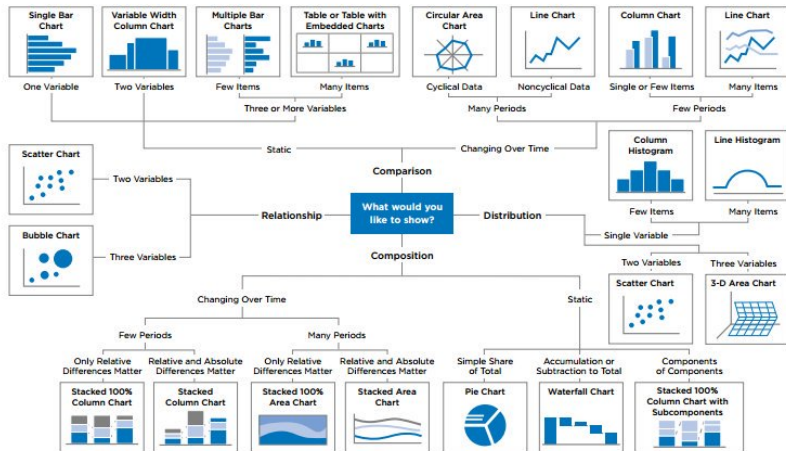 Single Bar
Chart
Variable Width
Column Chart
Multiple Bar
Charts
Table or Table with
Embedded Charts
Circular Area
Chart
Line Chart
Column Chart
Line Chart
One Variable
Two Variables
Few Items
Many Items
Cyclical Data
Noncyclical Data
Single or Few Items
Many Items
Three or More Variables
Many Periods
Few Periods
Static
Changing Over Time
Comparison
Scatter Chart
Two Variables
Bubble Chart
Three Variables
Relationship
What would you
like to show?
Distribution
Column
Histogram
Line Histogram
Few Items
Many Items
Single Variable
Two Variables
Three Variables
Scatter Chart
3-D Area Chart
Composition
Changing Over Time
Static
Few Periods
Many Periods
Only Relative
Differences Matter
Relative and Absolute
Differences Matter
Only Relative
Differences Matter
Relative and Absolute
Differences Matter
Simple Share
of Total
Accumulation or
Subtraction to Total
Components
of Components
Stacked 100%
Column Chart
Stacked
Column Chart
Stacked 100%
Area Chart
Stacked Area
Chart
Pie Chart
Waterfall Chart
Stacked 100%
Column Chart with
Subcomponents